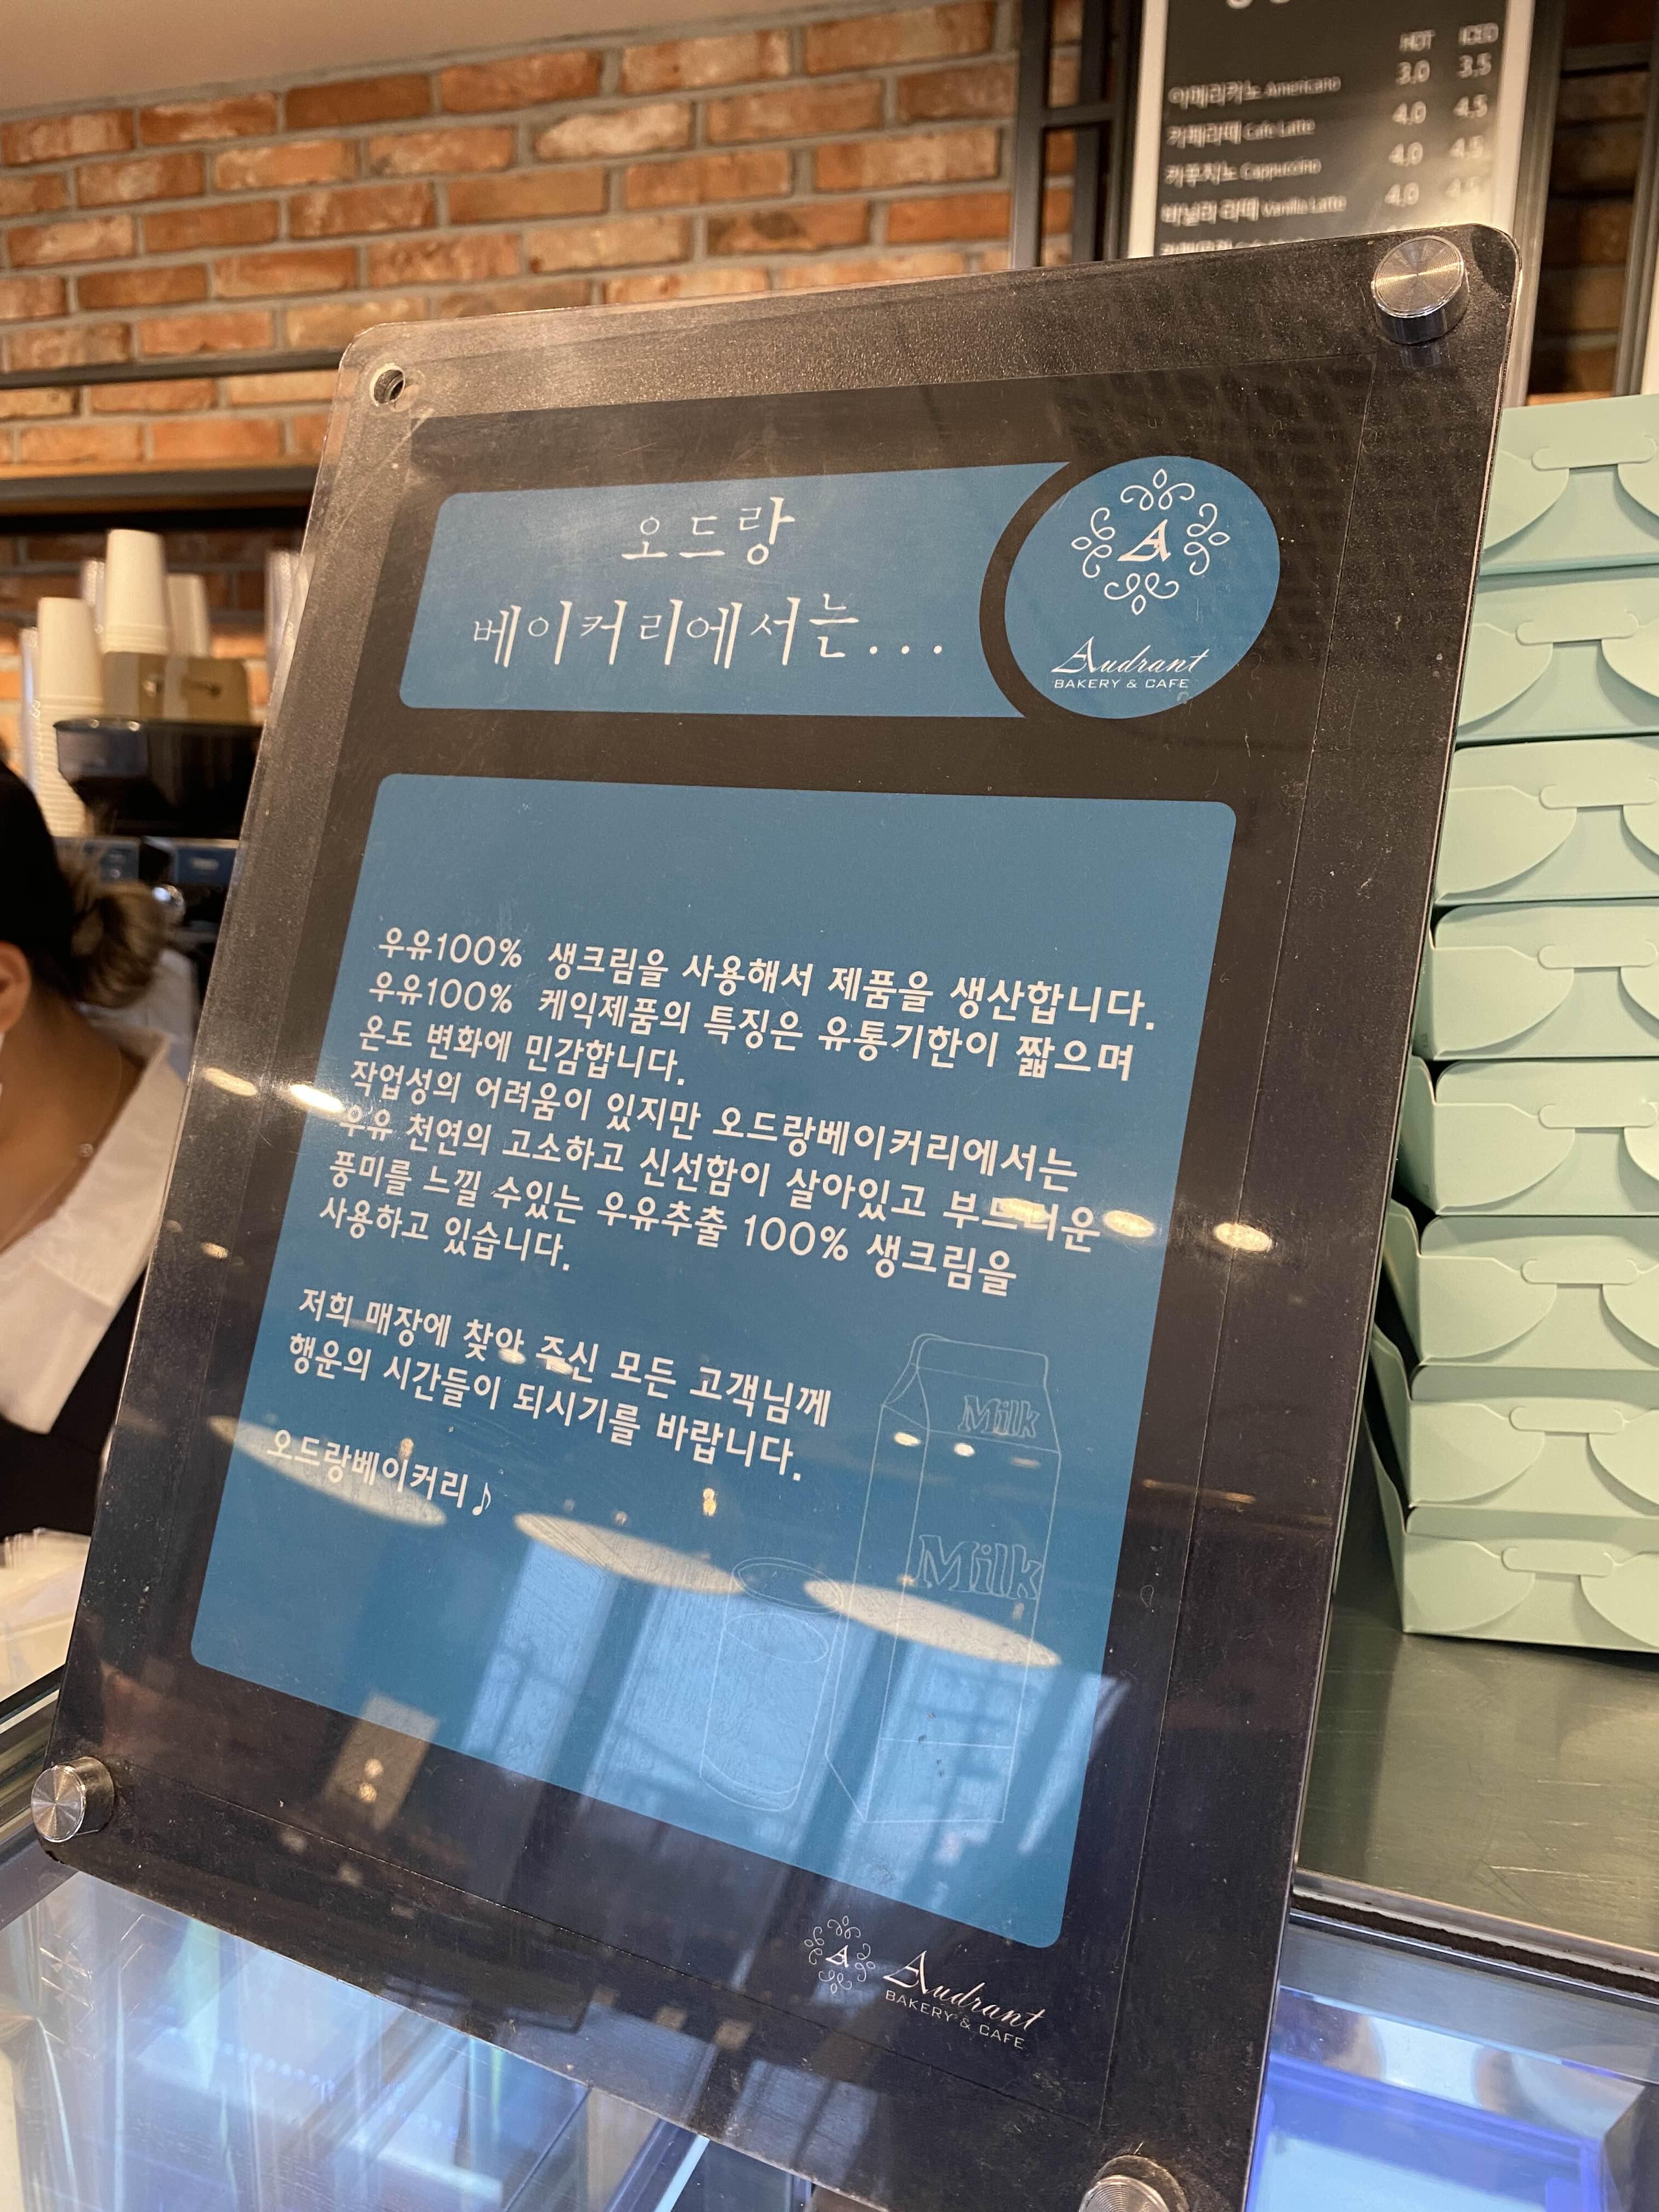 HOT ICED
아메리카노 Americano 3.0 3.5
카페라떼 Cafe Latte 4.0 4.5
카푸치노 Cappuccino 4.0 4.5
바닐라 라떼 Vanilla Latte 4.0 4.5
오드랑
베이커리에서는...
A
Audrant
BAKERY & CAFE
우유100% 생크림을 사용해서 제품을 생산합니다.
우유100% 케익제품의 특징은 유통기한이 짧으며
온도 변화에 민감합니다.
작업성의 어려움이 있지만 오드랑베이커리에서는
우유 천연의 고소하고 신선함이 살아있고 부드러운
풍미를 느낄 수있는 우유추출 100% 생크림을
사용하고 있습니다.
저희 매장에 찾아 주신 모든 고객님께
행운의 시간들이 되시기를 바랍니다.
오드랑베이커리♪
Milk
Milk
A
Audrant
BAKERY & CAFE